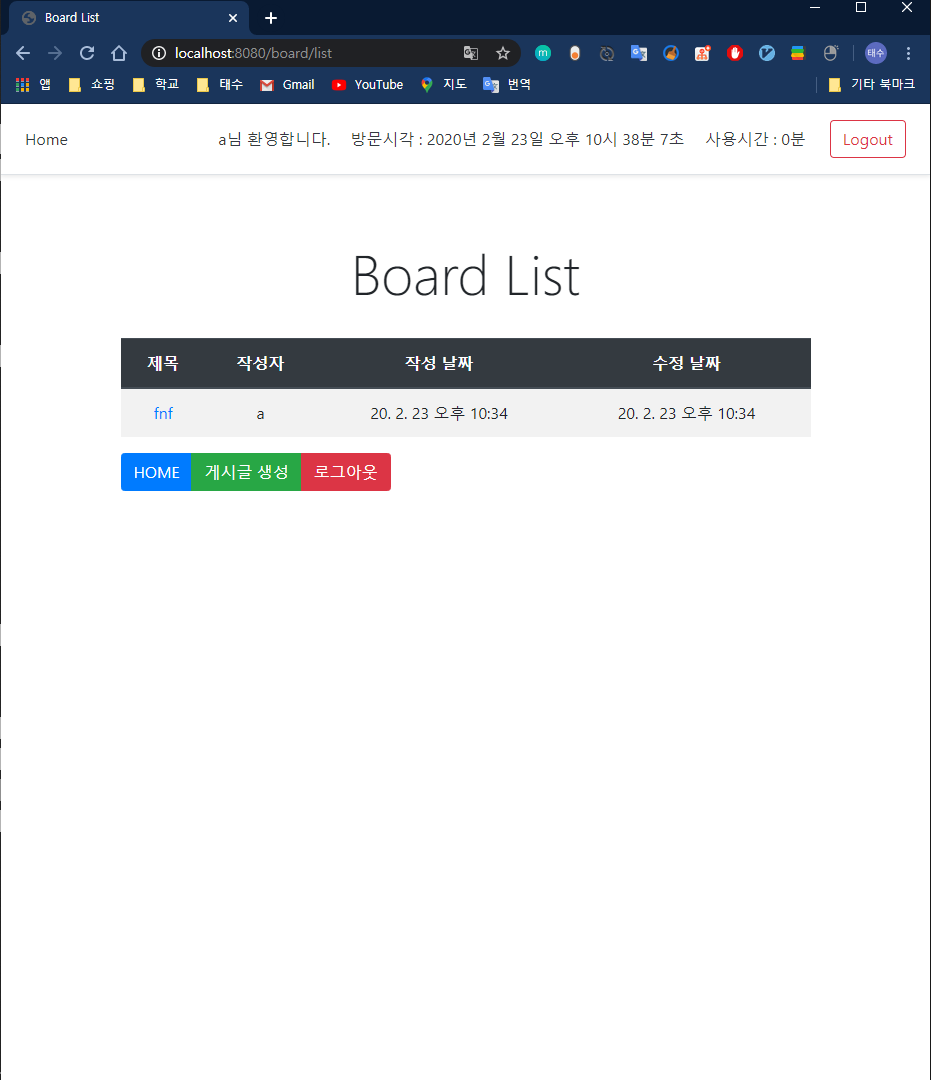 Board List
localhost:8080/board/list
태수
앱 쇼핑 학교 태수 Gmail YouTube 지도 번역 기타 북마크
Home a님 환영합니다. 방문시각 : 2020년 2월 23일 오후 10시 38분 7초 사용시간 : 0분 Logout
Board List
제목 작성자 작성 날짜 수정 날짜
fnf a 20. 2. 23 오후 10:34 20. 2. 23 오후 10:34
HOME 게시글 생성 로그아웃